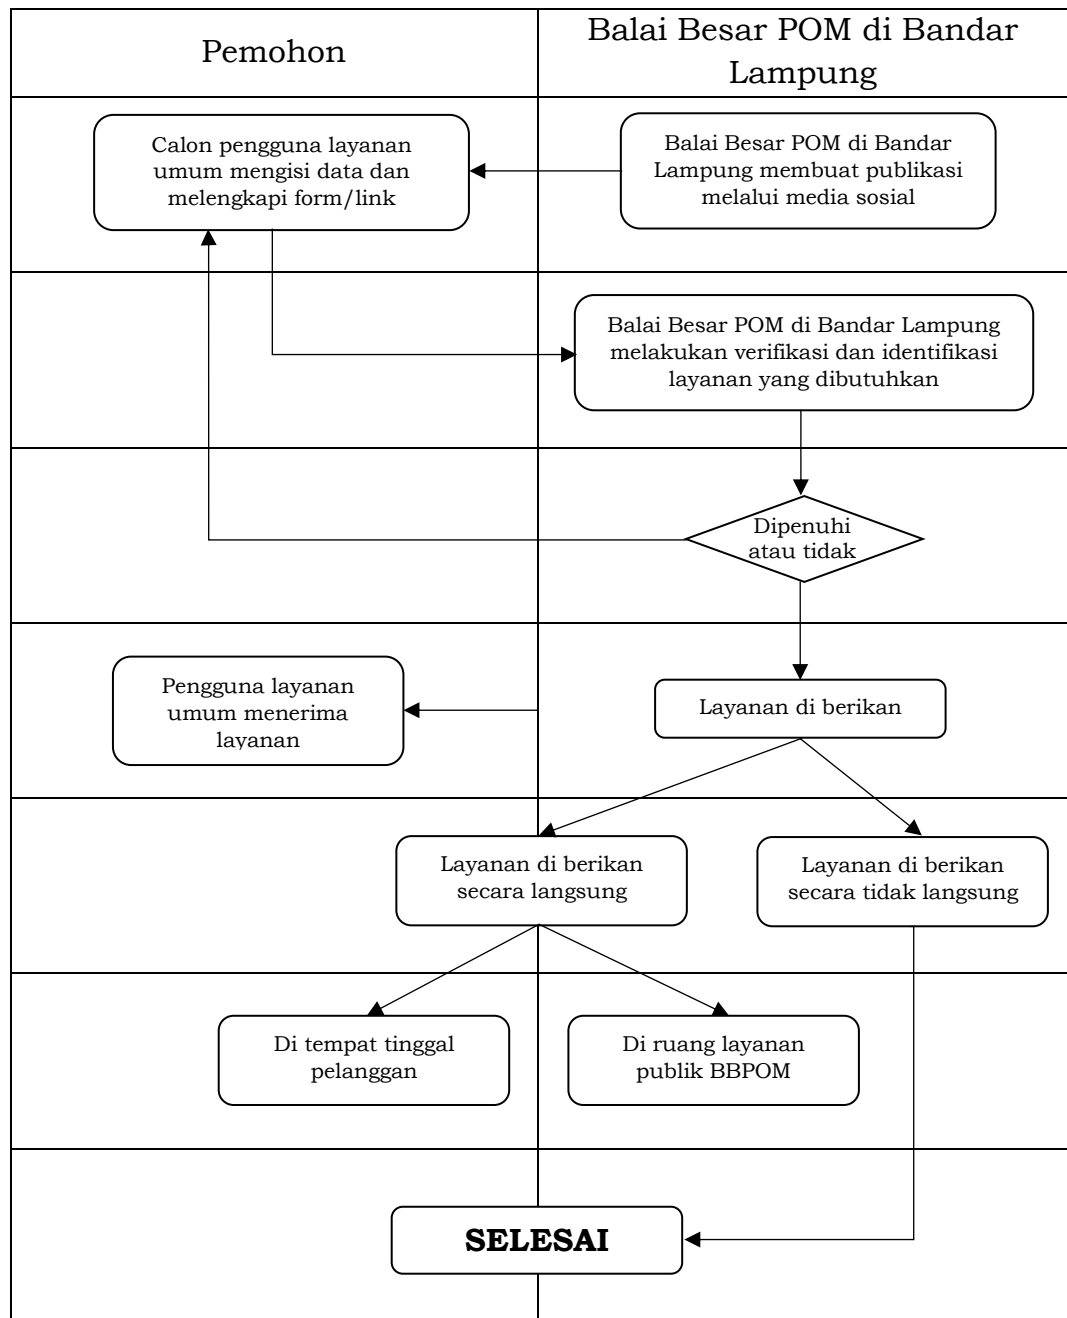 Pemohon
Balai Besar POM di Bandar
Lampung
Calon pengguna layanan
umum mengisi data dan
melengkapi form/link
Balai Besar POM di Bandar
Lampung membuat publikasi
melalui media sosial
Balai Besar POM di Bandar Lampung
melakukan verifikasi dan identifikasi
layanan yang dibutuhkan
Dipenuhi
atau tidak
Pengguna layanan
umum menerima
layanan
Layanan di berikan
Layanan di berikan
secara langsung
Layanan di berikan
secara tidak langsung
Di tempat tinggal
pelanggan
Di ruang layanan
publik BBPOM
SELESAI